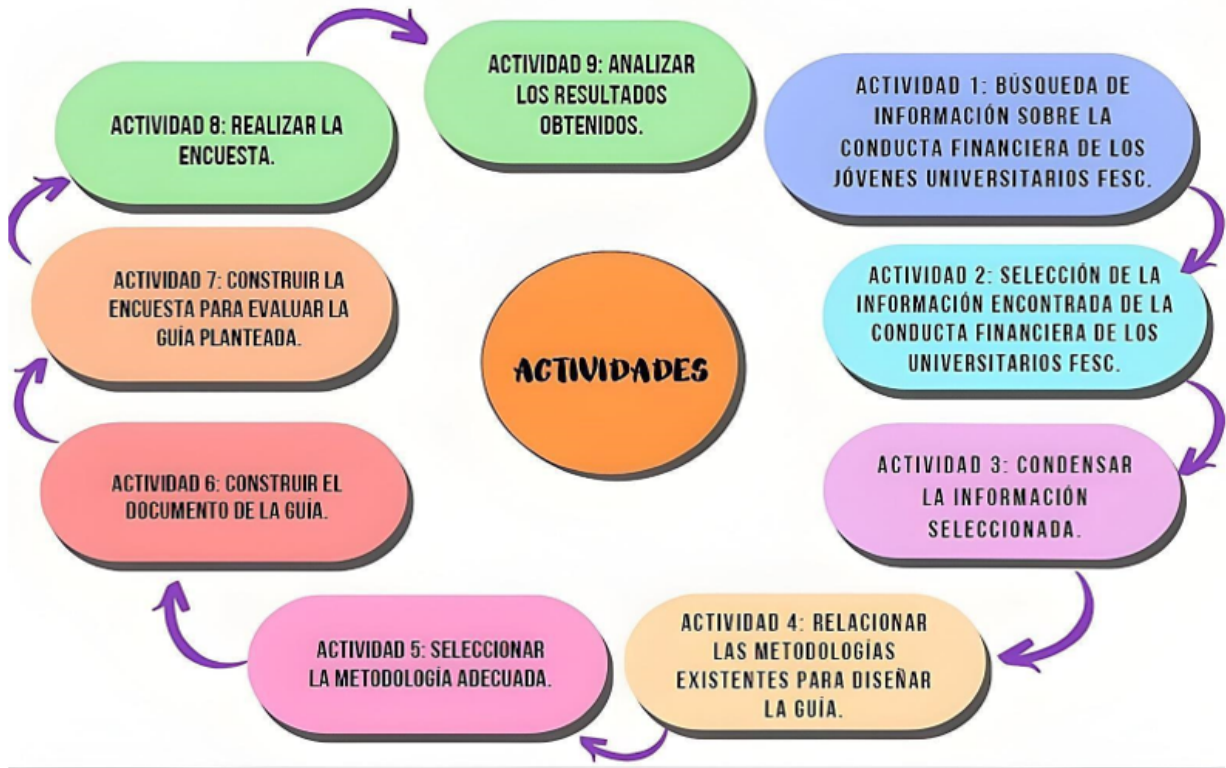 ACTIVIDADES
ACTIVIDAD 1: BÚSQUEDA DE
INFORMACIÓN SOBRE LA
CONDUCTA FINANCIERA DE LOS
JÓVENES UNIVERSITARIOS FESC.
ACTIVIDAD 2: SELECCIÓN DE LA
INFORMACIÓN ENCONTRADA DE LA
CONDUCTA FINANCIERA DE LOS
UNIVERSITARIOS FESC.
ACTIVIDAD 3: CONDENSAR
LA INFORMACIÓN
SELECCIONADA.
ACTIVIDAD 4: RELACIONAR
LAS METODOLOGÍAS
EXISTENTES PARA DISEÑAR
LA GUÍA.
ACTIVIDAD 5: SELECCIONAR
LA METODOLOGÍA ADECUADA.
ACTIVIDAD 6: CONSTRUIR EL
DOCUMENTO DE LA GUÍA.
ACTIVIDAD 7: CONSTRUIR LA
ENCUESTA PARA EVALUAR LA
GUÍA PLANTEADA.
ACTIVIDAD 8: REALIZAR LA
ENCUESTA.
ACTIVIDAD 9: ANALIZAR
LOS RESULTADOS
OBTENIDOS.